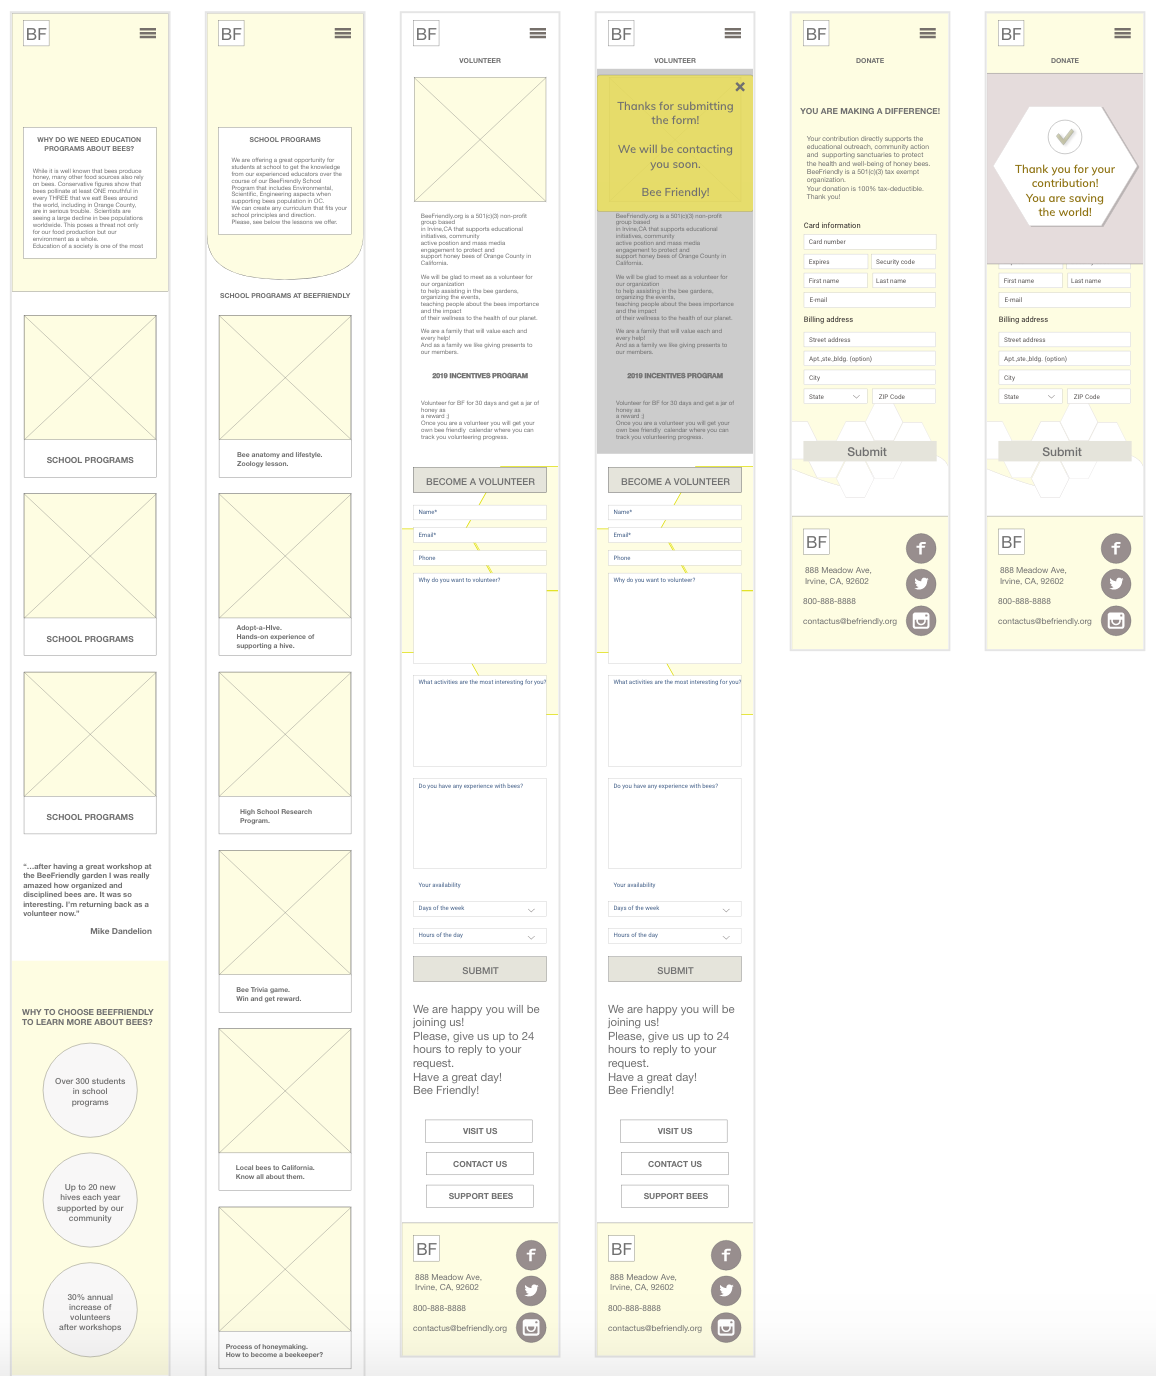 BF
WHY DO WE NEED EDUCATION
PROGRAMS ABOUT BEES?
While it is well known that bees produce
honey, many other food sources also rely
on bees. Conservative figures show that
bees pollinate at least ONE mouthful in
every THREE that we eat! Bees around
the world, including in Orange County,
are in serious trouble.  Scientists are
seeing a large decline in bee populations
worldwide. This poses a threat not only
for our food production but our
environment as a whole.
Education of a society is one of the most
SCHOOL PROGRAMS
SCHOOL PROGRAMS
SCHOOL PROGRAMS
“...after having a great workshop at
the BeeFriendly garden I was really
amazed how organized and
disciplined bees are. It was so
interesting. I'm returning back as a
volunteer now.”
Mike Dandelion
WHY TO CHOOSE BEEFRIENDLY
TO LEARN MORE ABOUT BEES?
Over 300 students
in school
programs
Up to 20 new
hives each year
supported by our
community
30% annual
increase of
volunteers
after workshops
BF
SCHOOL PROGRAMS
We are offering a great opportunity for
students at school to get the knowledge
from our experienced educators over the
course of our BeeFriendly School
Program that includes Environmental,
Scientific, Engineering aspects when
supporting bees population in OC.
We can create any curriculum that fits your
school principles and direction.
Please, see below the lessons we offer.
SCHOOL PROGRAMS AT BEEFRIENDLY
Bee anatomy and lifestyle.
Zoology lesson.
Adopt-a-Hive.
Hands-on experience of
supporting a hive.
High School Research
Program.
Bee Trivia game.
Win and get reward.
Local bees to California.
Know all about them.
Process of honeymaking.
How to become a beekeeper?
BF
VOLUNTEER
BeeFriendly.org is a 501(c)(3) non-profit
group based
in Irvine,CA that supports educational
initiatives, community
active postion and mass media
engagement to protect and
support honey bees of Orange County in
California.
We will be glad to meet as a volunteer for
our organization
to help assisting in the bee gardens,
organzing the events,
teaching people about the bees importance
and the impact
of their wellness to the health of our planet.
We are a family that will value each and
every help!
And as a family we like giving presents to
our members.
2019 INCENTIVES PROGRAM
Volunteer for BF for 30 days and get a jar of
honey as
a reward :)
Once you are a volunteer you will get your
own bee friendly  calendar where you can
track you volunteering progress.
BECOME A VOLUNTEER
Name*
Email*
Phone
Why do you want to volunteer?
What activities are the most interesting for you?
Do you have any experience with bees?
Your availability
Days of the week
Hours of the day
SUBMIT
We are happy you will be
joining us!
Please, give us up to 24
hours to reply to your
request.
Have a great day!
Bee Friendly!
VISIT US
CONTACT US
SUPPORT BEES
BF
888 Meadow Ave,
Irvine, CA, 92602
800-888-8888
contactus@befriendly.org
BF
VOLUNTEER
Thanks for submitting
the form!
We will be contacting
you soon.
Bee Friendly!
BeeFriendly.org is a 501(c)(3) non-profit
group based
in Irvine,CA that supports educational
initiatives, community
active postion and mass media
engagement to protect and
support honey bees of Orange County in
California.
We will be glad to meet as a volunteer for
our organization
to help assisting in the bee gardens,
organzing the events,
teaching people about the bees importance
and the impact
of their wellness to the health of our planet.
We are a family that will value each and
every help!
And as a family we like giving presents to
our members.
2019 INCENTIVES PROGRAM
Volunteer for BF for 30 days and get a jar of
honey as
a reward :)
Once you are a volunteer you will get your
own bee friendly  calendar where you can
track you volunteering progress.
BECOME A VOLUNTEER
Name*
Email*
Phone
Why do you want to volunteer?
What activities are the most interesting for you?
Do you have any experience with bees?
Your availability
Days of the week
Hours of the day
SUBMIT
We are happy you will be
joining us!
Please, give us up to 24
hours to reply to your
request.
Have a great day!
Bee Friendly!
VISIT US
CONTACT US
SUPPORT BEES
BF
888 Meadow Ave,
Irvine, CA, 92602
800-888-8888
contactus@befriendly.org
BF
DONATE
YOU ARE MAKING A DIFFERENCE!
Your contribution directly supports the
educational outreach, community action
and  supporting sanctuaries to protect
the health and well-being of honey bees.
BeeFriendly is a 501(c)(3) tax exempt
organization.
Your donation is 100% tax-deductible.
Thank you!
Card information
Card number
Expires Security code
First name Last name
E-mail
Billing address
Street address
Apt.,ste.,bldg. (option)
City
State ZIP Code
Submit
BF
888 Meadow Ave,
Irvine, CA, 92602
800-888-8888
contactus@befriendly.org
BF
DONATE
Thank you for your
contribution!
You are saving
the world!
First name Last name
E-mail
Billing address
Street address
Apt.,ste.,bldg. (option)
City
State ZIP Code
Submit
BF
888 Meadow Ave,
Irvine, CA, 92602
800-888-8888
contactus@befriendly.org